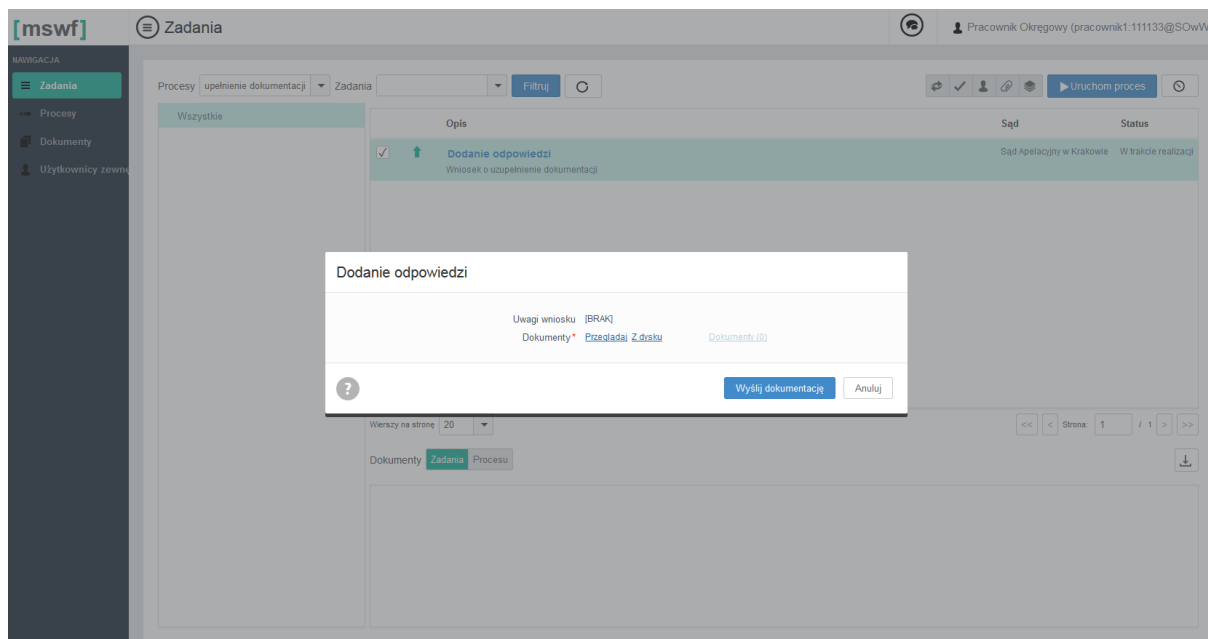 [mswf]
Zadania
Pracownik Okręgowy (pracownik1:111133@SOwW
NAWIGACJA
Zadania
Procesy
Dokumenty
Użytkownicy zewnę
Procesy upełnienie dokumentacji Zadania Filtruj Uruchom proces
Wszystkie
Opis Sąd Status
Dodanie odpowiedzi Sąd Apelacyjny w Krakowie W trakcie realizacji
Wniosek o uzupełnienie dokumentacji
Dodanie odpowiedzi
Uwagi wniosku [BRAK]
Dokumenty* Przeglądaj Z dysku Dokumenty (0)
? Wyślij dokumentację Anuluj
Wierszy na stronę 20 << < Strona: 1 / 1 > >>
Dokumenty Zadania Procesu